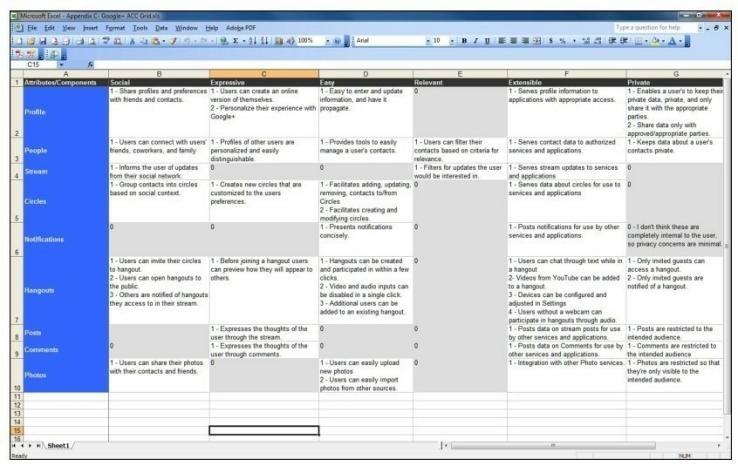 Microsoft Excel - Appendix C- Google+ ACC Grid.xls
File Edit View Insert Format Tools Data Window Help Adobe PDF
Type a question for help
100%
Arial
10
C15
A B C D E F G
1 Attributes/Components Social Expressive Easy Relevant Extensible Private
Profile
1 - Share profiles and preferences
with friends and contacts.
1 - Users can create an online
version of themselves.
2 - Personalize their experience with
Google+
1 - Easy to enter and update
information, and have it
propagate.
0
1 - Serves profile information to
applications with appropriate access.
1 - Enables a user's to keep their
private data, private, and only
share it with the appropriate
parties.
2 - Share data only with
approved/appropriate parties.
2
People
1 - Users can connect with users'
friends, coworkers, and family
1 - Profiles of other users are
personalized and easily
distinguishable.
1 - Provides tools to easily
manage a user's contacts.
1 - Users can filter their
contacts based on criteria for
relevance.
1 - Serves contact data to authorized
services and applications.
1 - Keeps data about a user's
contacts private.
3
Stream
1 - Informs the user of updates
from their social network.
0
0
1 - Filters for updates the user
would be interested in.
1 - Serves stream updates to services
and applications
0
4
Circles
1 - Group contacts into circles
based on social context.
1 - Creates new circles that are
customized to the users
preferences.
1 - Facilitates adding, updating,
removing, contacts to/from
Circles
2 - Facilitates creating and
modifying circles.
0
1 - Serves data about circles for use to
services and applications
0
5
Notifications
0
0
1 - Presents notifications
concisely.
0
1 - Posts notifications for use by other
services and applications.
0 - I don't think these are
completely internal to the user,
so privacy concerns are minimal.
6
Hangouts
1 - Users can invite their circles
to hangout.
2 - Users can open hangouts to
the public.
3 - Others are notified of hangouts
they access to in their stream.
1 - Before joining a hangout users
can preview how they will appear to
others.
1 - Hangouts can be created
and participated in within a few
clicks.
2 - Video and audio inputs can
be disabled in a single click.
3 - Additional users can be
added to an existing hangout.
0
1 - Users can chat through text while in
a hangout
2- Videos from YouTube can be added
to a hangout.
3 - Devices can be configured and
adjusted in Settings
4 - Users without a webcam can
participate in hangouts through audio.
1 - Only invited guests can
access a hangout.
2 - Only invited guests are
notified of a hangout.
7
Posts
1 - Expresses the thoughts of the
user through the stream.
0
0
1 - Posts data on stream posts for use
by other services and applications.
1 - Posts are restricted to the
intended audience.
8
Comments
0
1 - Expresses the thoughts of the
user through comments.
0
0
1 - Posts data on Comments for use by
other services and applications.
1 - Comments are restricted to
the intended audience
9
Photos
1 - Users can share their photos
with their contacts and friends.
0
1 - Users can easily upload
new photos
2 - Users can easily import
photos from other sources.
0
1 - Integration with other Photo services.
1 - Photos are restricted so that
they're only visible to the
intended audience.
10
11
12
13
14
15
16
Sheet1
Ready
NUM